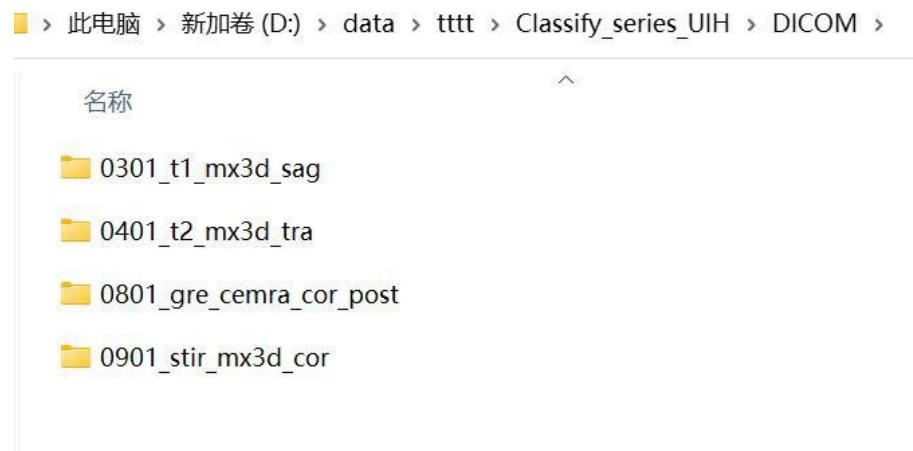 › 此电脑 › 新加卷 (D:) › data › tttt › Classify_series_UIH › DICOM ›
名称
0301_t1_mx3d_sag
0401_t2_mx3d_tra
0801_gre_cemra_cor_post
0901_stir_mx3d_cor